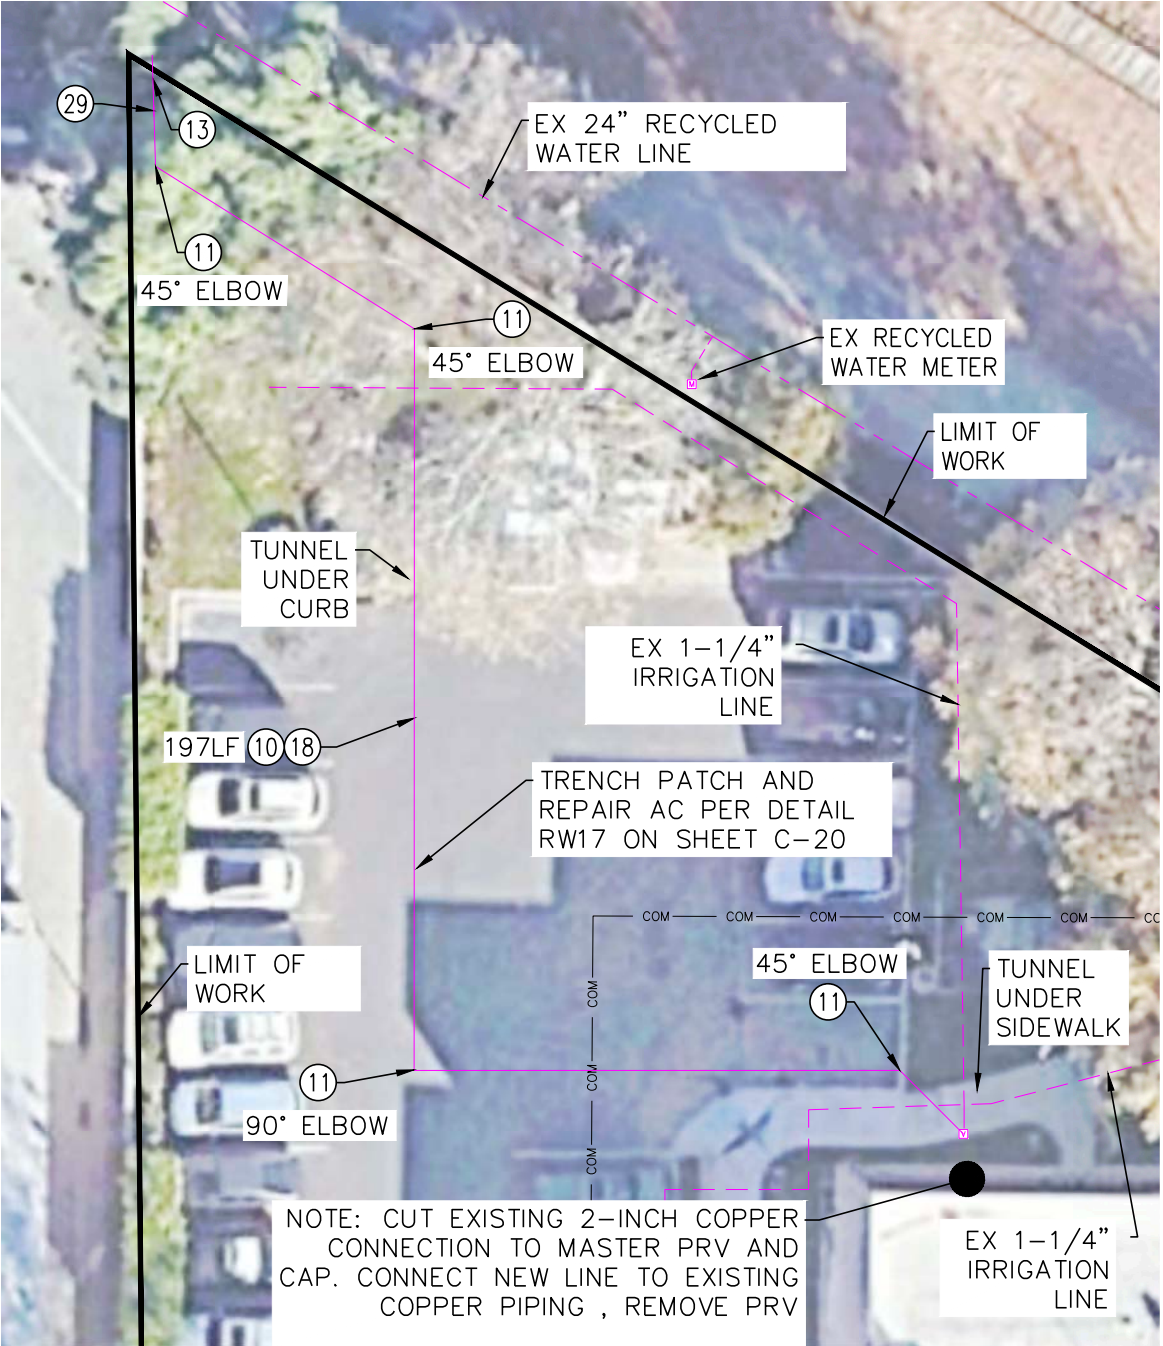 29
13
EX 24" RECYCLED
WATER LINE
11
45° ELBOW
11
45° ELBOW
EX RECYCLED
WATER METER
M
LIMIT OF
WORK
TUNNEL
UNDER
CURB
EX 1-1/4"
IRRIGATION
LINE
197LF 10 18
TRENCH PATCH AND
REPAIR AC PER DETAIL
RW17 ON SHEET C-20
COM COM COM COM COM COM CO
LIMIT OF
WORK
45° ELBOW
11
TUNNEL
UNDER
SIDEWALK
COM
COM
COM
11
90° ELBOW
V
NOTE: CUT EXISTING 2-INCH COPPER
CONNECTION TO MASTER PRV AND
CAP. CONNECT NEW LINE TO EXISTING
COPPER PIPING , REMOVE PRV
EX 1-1/4"
IRRIGATION
LINE